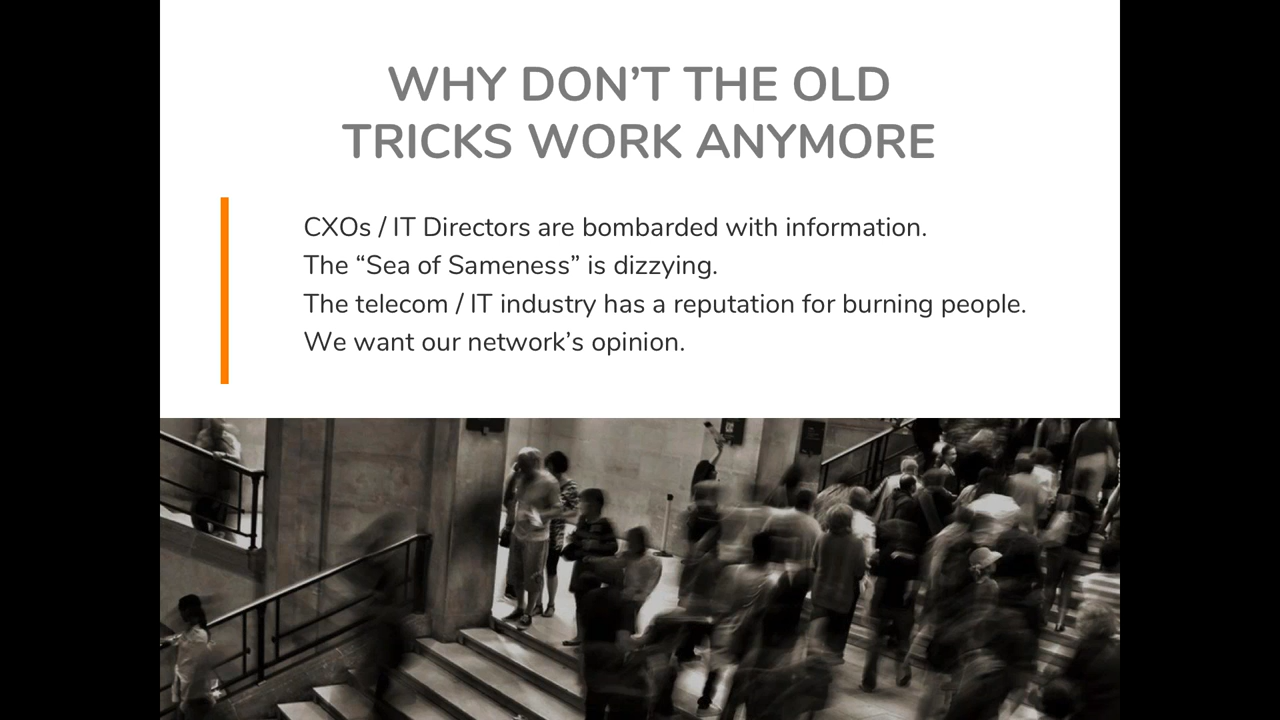 WHY DON’T THE OLD
TRICKS WORK ANYMORE
CXOs / IT Directors are bombarded with information.
The “Sea of Sameness” is dizzying.
The telecom / IT industry has a reputation for burning people.
We want our network’s opinion.